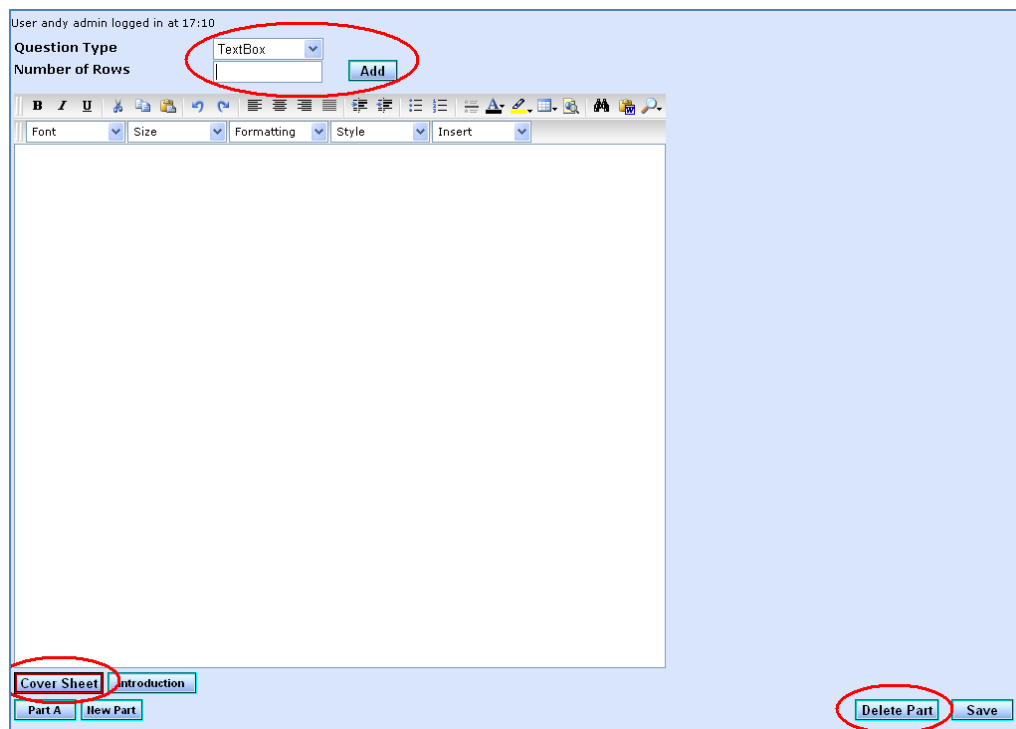 User andy admin logged in at 17:10
Question Type TextBox
Number of Rows Add
B I U A
Font Size Formatting Style Insert
Cover Sheet Introduction
Part A New Part Delete Part Save